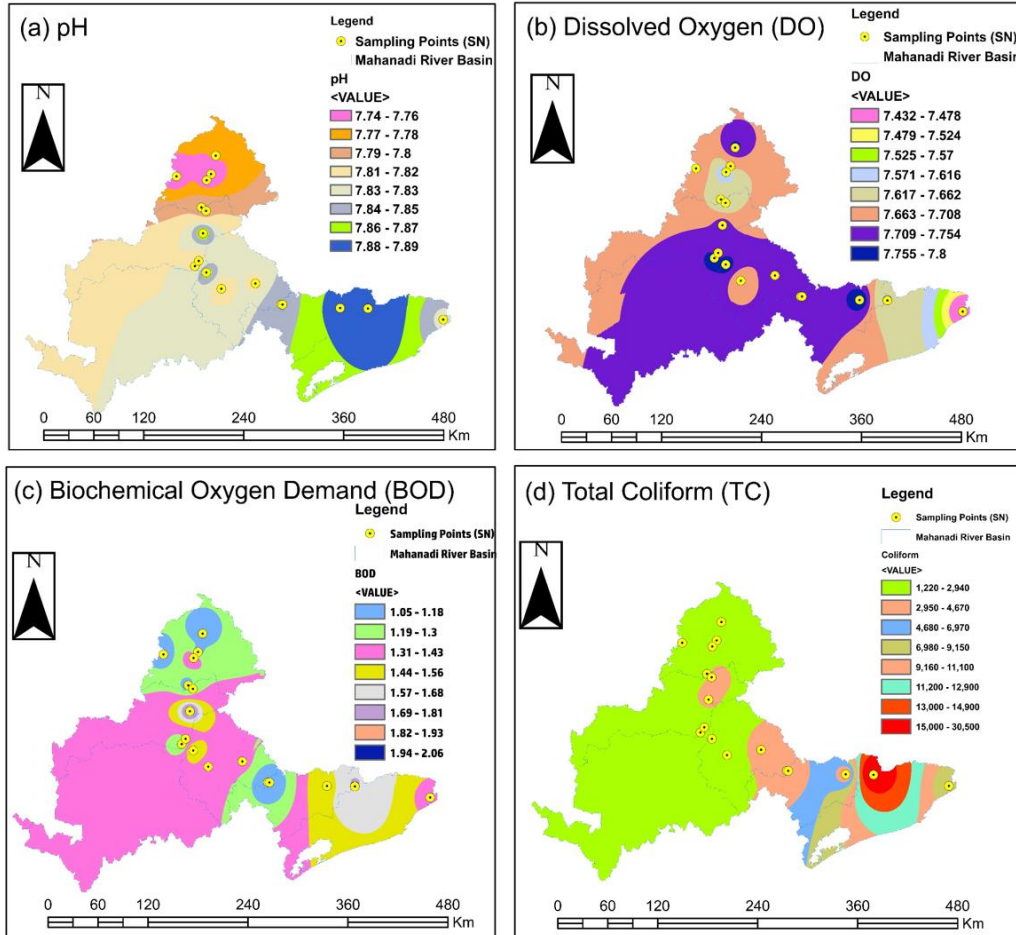 (a) pH
Legend
Sampling Points (SN)
Mahanadi River Basin
pH
<VALUE>
7.74 - 7.76
7.77 - 7.78
7.79 - 7.8
7.81 - 7.82
7.83 - 7.83
7.84 - 7.85
7.86 - 7.87
7.88 - 7.89
N
0 60 120 240 360 480
Km
(b) Dissolved Oxygen (DO)
Legend
Sampling Points (SN)
Mahanadi River Basin
DO
<VALUE>
7.432 - 7.478
7.479 - 7.524
7.525 - 7.57
7.571 - 7.616
7.617 - 7.662
7.663 - 7.708
7.709 - 7.754
7.755 - 7.8
N
0 60 120 240 360 480
Km
(c) Biochemical Oxygen Demand (BOD)
Legend
Sampling Points (SN)
Mahanadi River Basin
BOD
<VALUE>
1.05 - 1.18
1.19 - 1.3
1.31 - 1.43
1.44 - 1.56
1.57 - 1.68
1.69 - 1.81
1.82 - 1.93
1.94 - 2.06
N
0 60 120 240 360 480
Km
(d) Total Coliform (TC)
Legend
Sampling Points (SN)
Mahanadi River Basin
Coliform
<VALUE>
1,220 - 2,940
2,950 - 4,670
4,680 - 6,970
6,980 - 9,150
9,160 - 11,100
11,200 - 12,900
13,000 - 14,900
15,000 - 30,500
N
0 60 120 240 360 480
Km